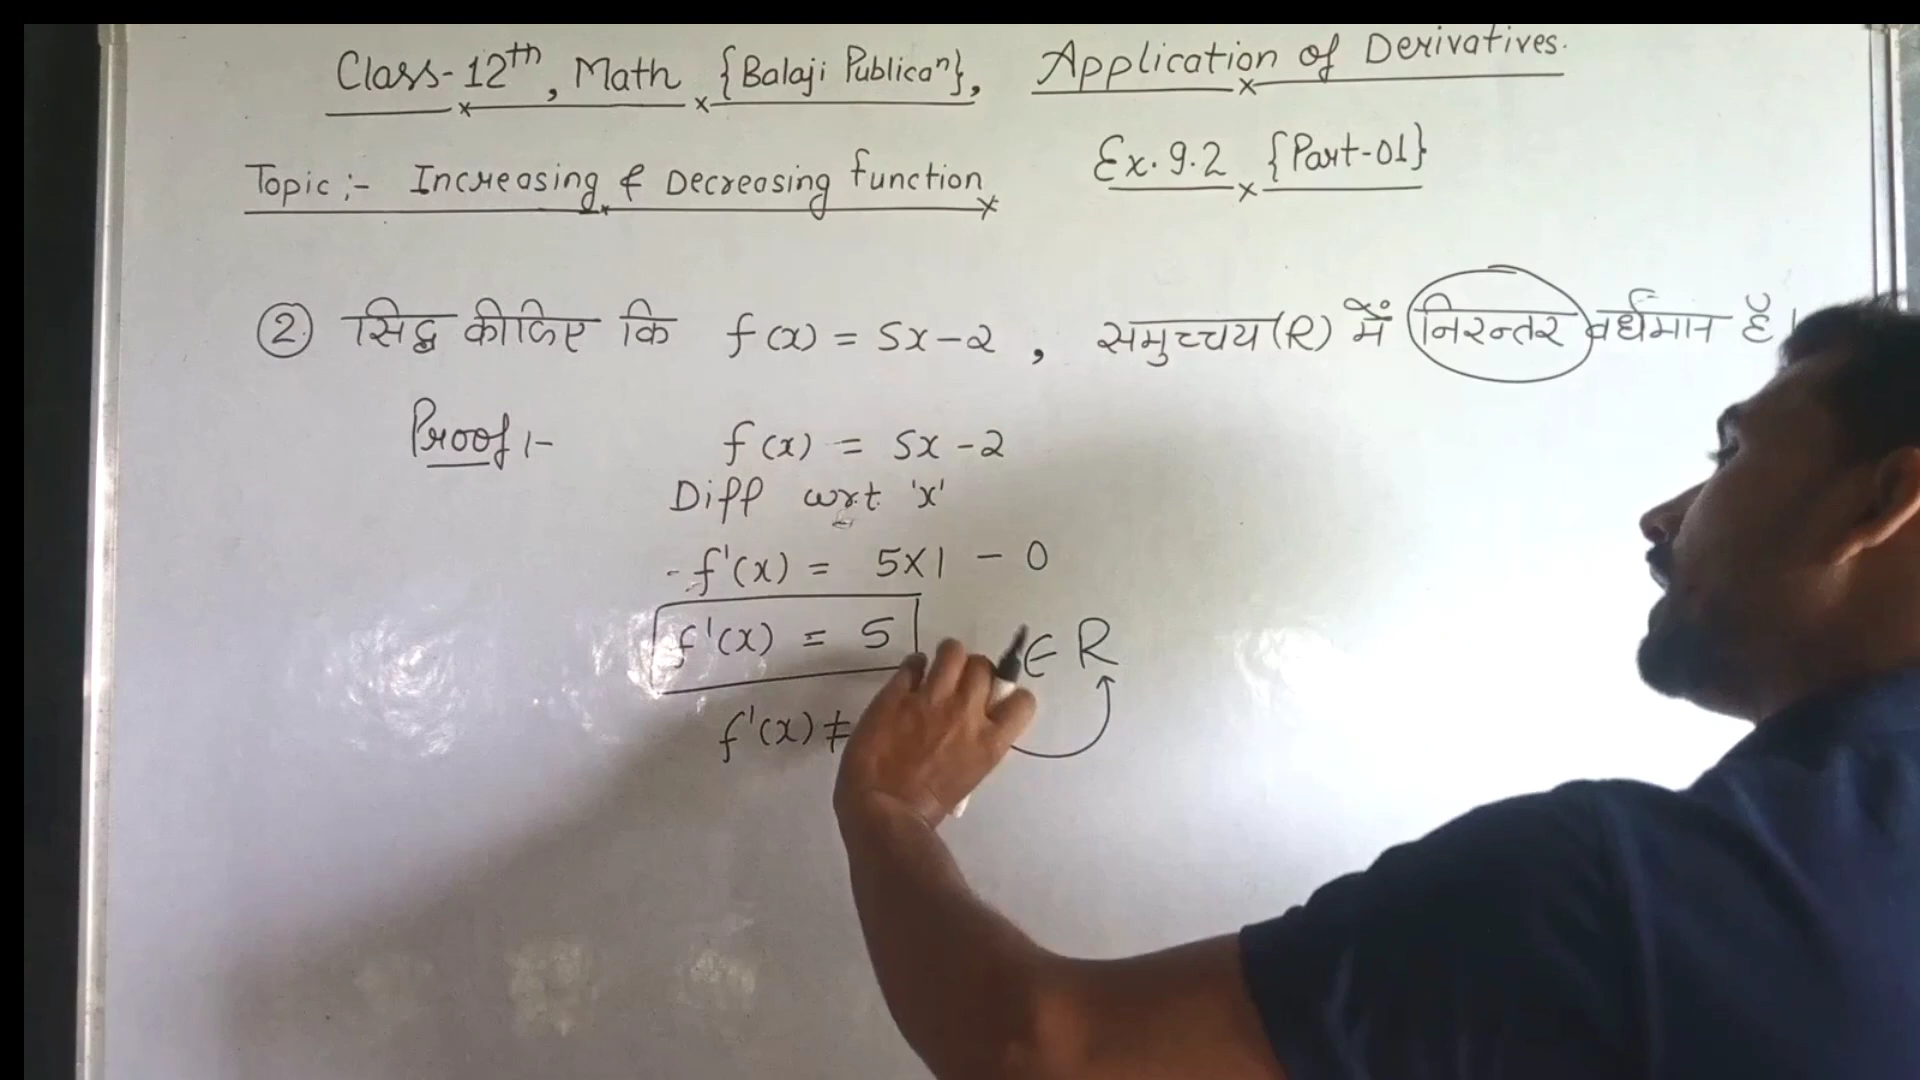 Class-12th, Math {Balaji Publicaⁿ}, Application of Derivatives.
Topic :- Increasing & Decreasing function Ex. 9.2 {Part-01}
② सिद्ध कीजिए कि f(x) = 5x-2 , समुच्चय (R) में निरन्तर वर्धमान है।
Proof :- f(x) = 5x-2
Diff wrt 'x'
f'(x) = 5×1 - 0
f'(x) = 5 ∈ R
f'(x) ≠